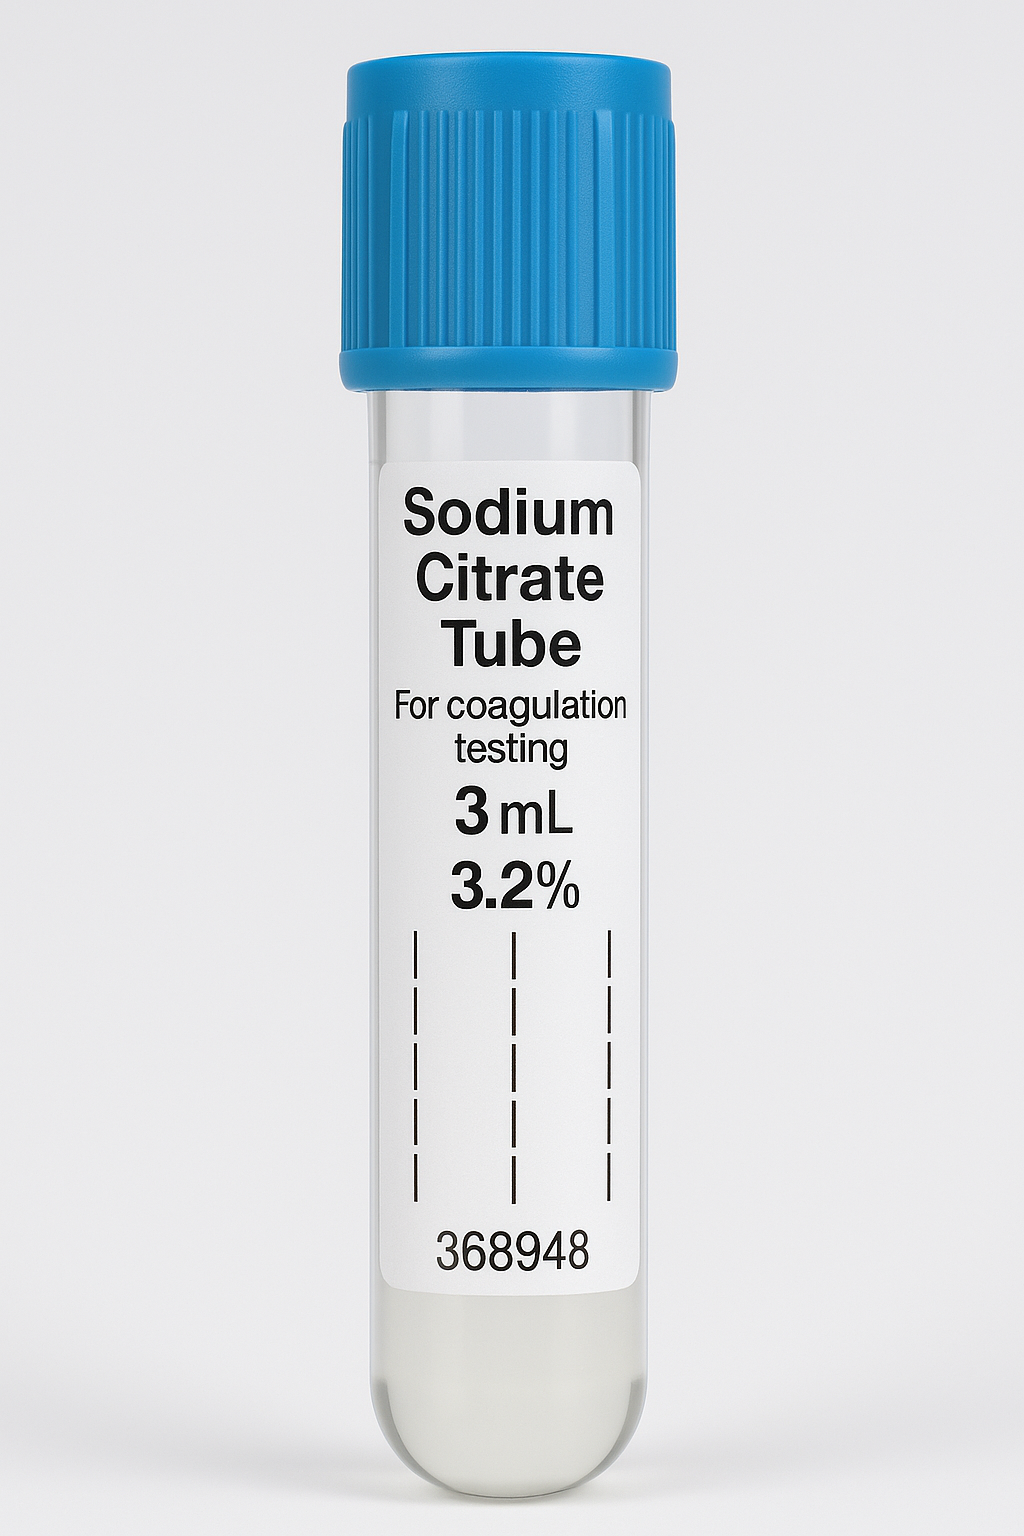 Sodium
Citrate
Tube
For coagulation
testing
3 mL
3.2%
368948